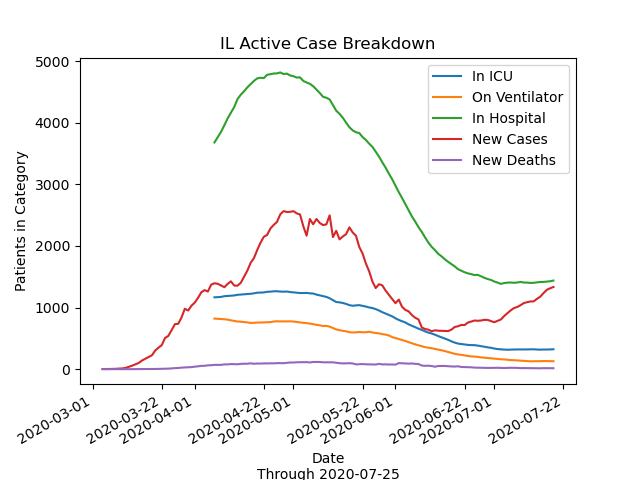 IL Active Case Breakdown
Patients in Category
5000
4000
3000
2000
1000
0
In ICU
On Ventilator
In Hospital
New Cases
New Deaths
2020-03-01
2020-03-22
2020-04-01
2020-04-22
2020-05-01
2020-05-22
2020-06-01
2020-06-22
2020-07-01
2020-07-22
Date
Through 2020-07-25